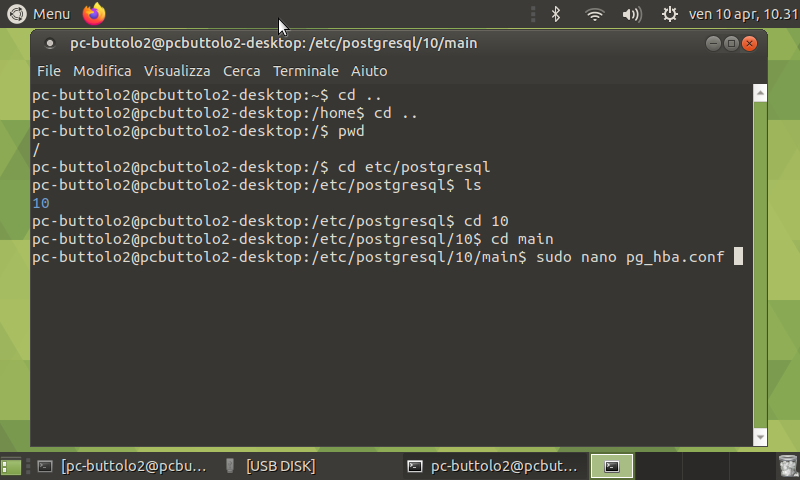 Menu ven 10 apr, 10.31
pc-buttolo2@pcbuttolo2-desktop: /etc/postgresql/10/main
File Modifica Visualizza Cerca Terminale Aiuto
pc-buttolo2@pcbuttolo2-desktop:~$ cd ..
pc-buttolo2@pcbuttolo2-desktop:/home$ cd ..
pc-buttolo2@pcbuttolo2-desktop:/$ pwd
/
pc-buttolo2@pcbuttolo2-desktop:/$ cd etc/postgresql
pc-buttolo2@pcbuttolo2-desktop:/etc/postgresql$ ls
10
pc-buttolo2@pcbuttolo2-desktop:/etc/postgresql$ cd 10
pc-buttolo2@pcbuttolo2-desktop:/etc/postgresql/10$ cd main
pc-buttolo2@pcbuttolo2-desktop:/etc/postgresql/10/main$ sudo nano pg_hba.conf
[pc-buttolo2@pcbu... [USB DISK] pc-buttolo2@pcbut...